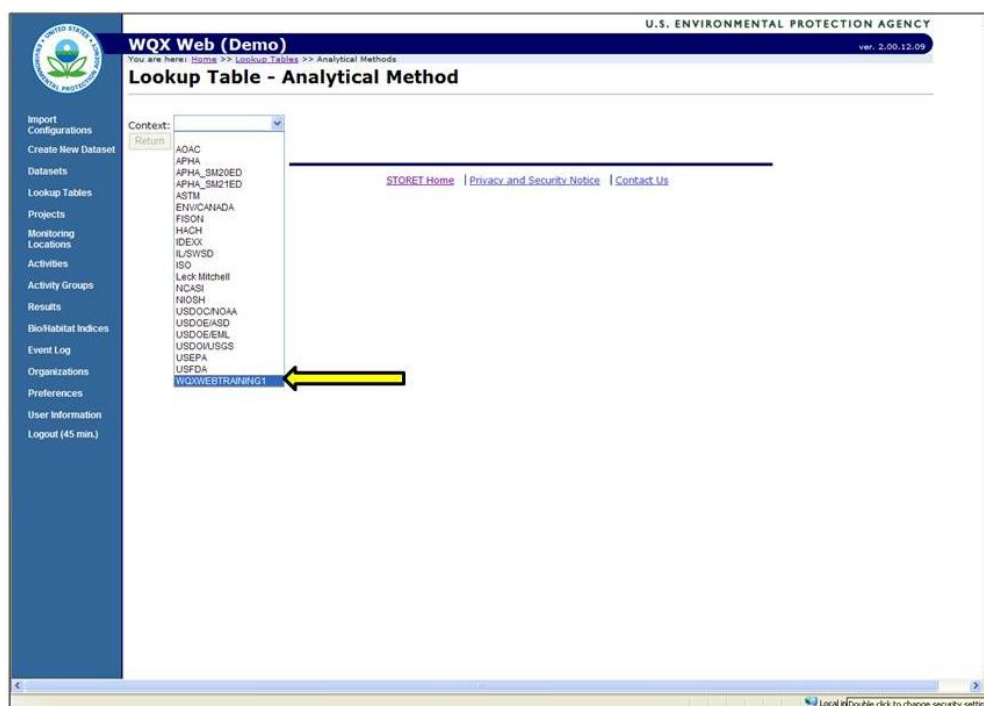 U.S. ENVIRONMENTAL PROTECTION AGENCY
WQX Web (Demo)
ver. 2.00.12.09
You are here: Home >> Lookup Tables >> Analytical Methods
Lookup Table - Analytical Method
Import
Configurations
Create New Dataset
Datasets
Lookup Tables
Projects
Monitoring
Locations
Activities
Activity Groups
Results
Bio/Habitat Indices
Event Log
Organizations
Preferences
User Information
Logout (45 min.)
Context:
Return
AOAC
APHA
APHA_SM20ED
APHA_SM21ED
ASTM
ENV/CANADA
FISON
HACH
IDEXX
IL/SWSD
ISO
Leck Mitchell
NCASI
NIOSH
USDOC/NOAA
USDOE/ASD
USDOE/EML
USDOI/USGS
USEPA
USFDA
WQXWEBTRAINING1
STORET Home | Privacy and Security Notice | Contact Us
Local in
Double click to change security settin